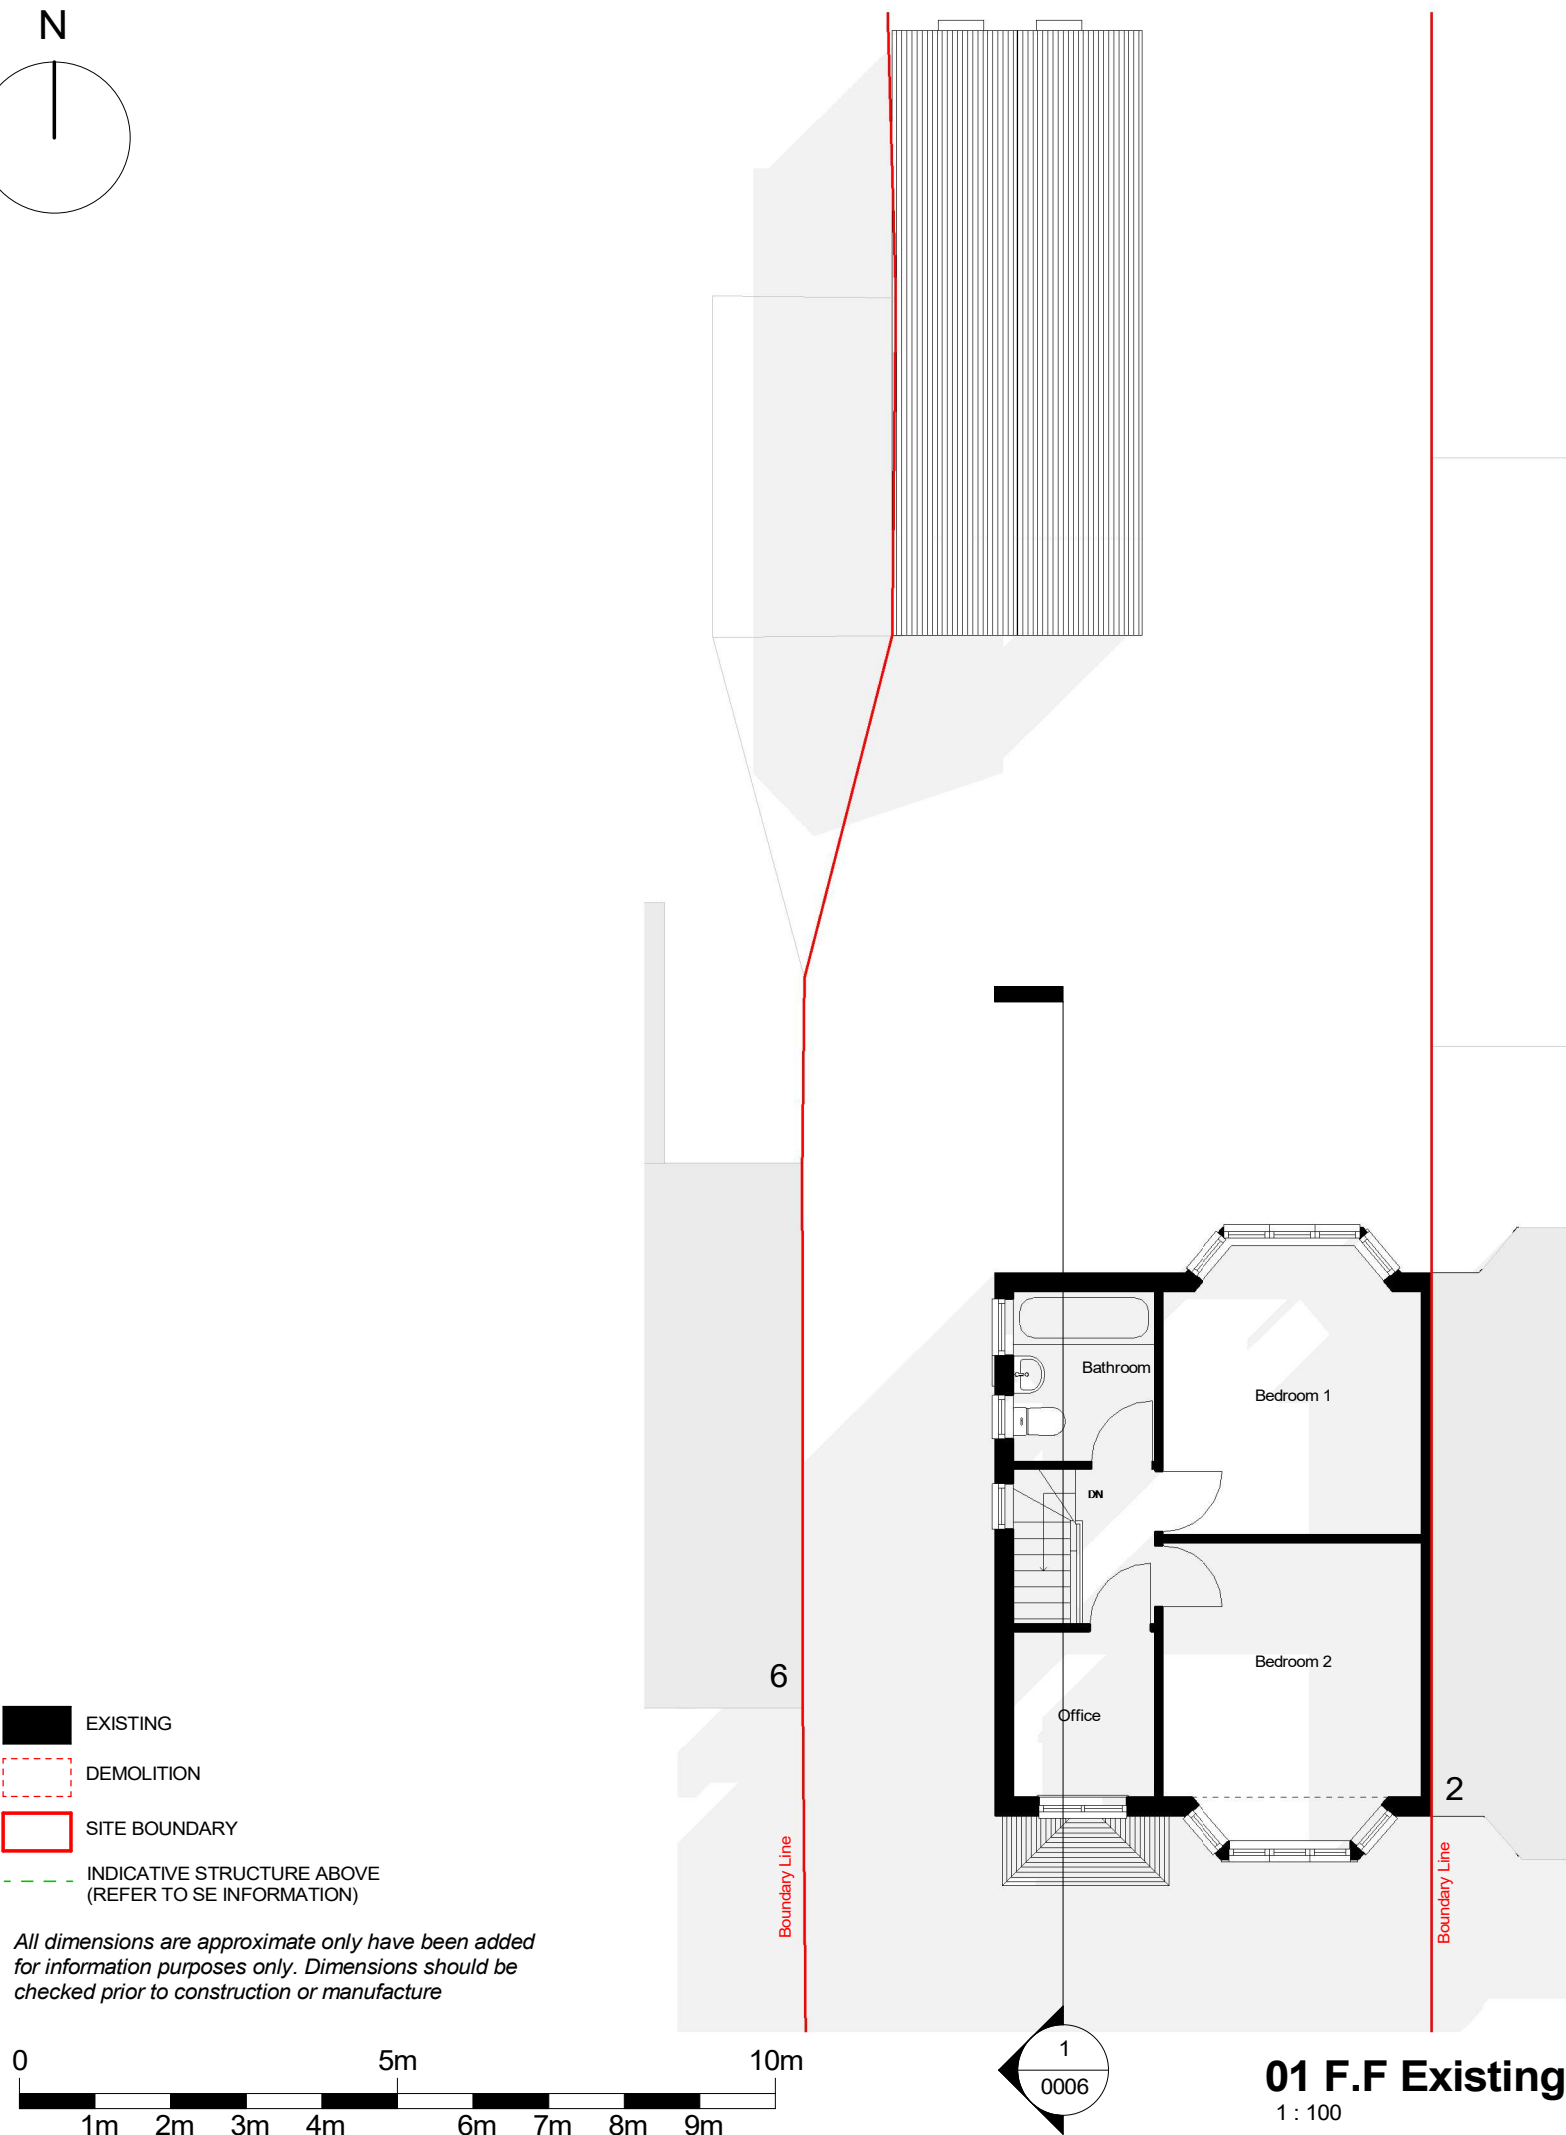 N
Bathroom
Bedroom 1
DN
Bedroom 2
Office
6
2
Boundary Line
Boundary Line
EXISTING
DEMOLITION
SITE BOUNDARY
INDICATIVE STRUCTURE ABOVE
(REFER TO SE INFORMATION)
All dimensions are approximate only have been added
for information purposes only. Dimensions should be
checked prior to construction or manufacture
0 5m 10m
1m 2m 3m 4m 6m 7m 8m 9m
1
0006
01 F.F Existing
1 : 100